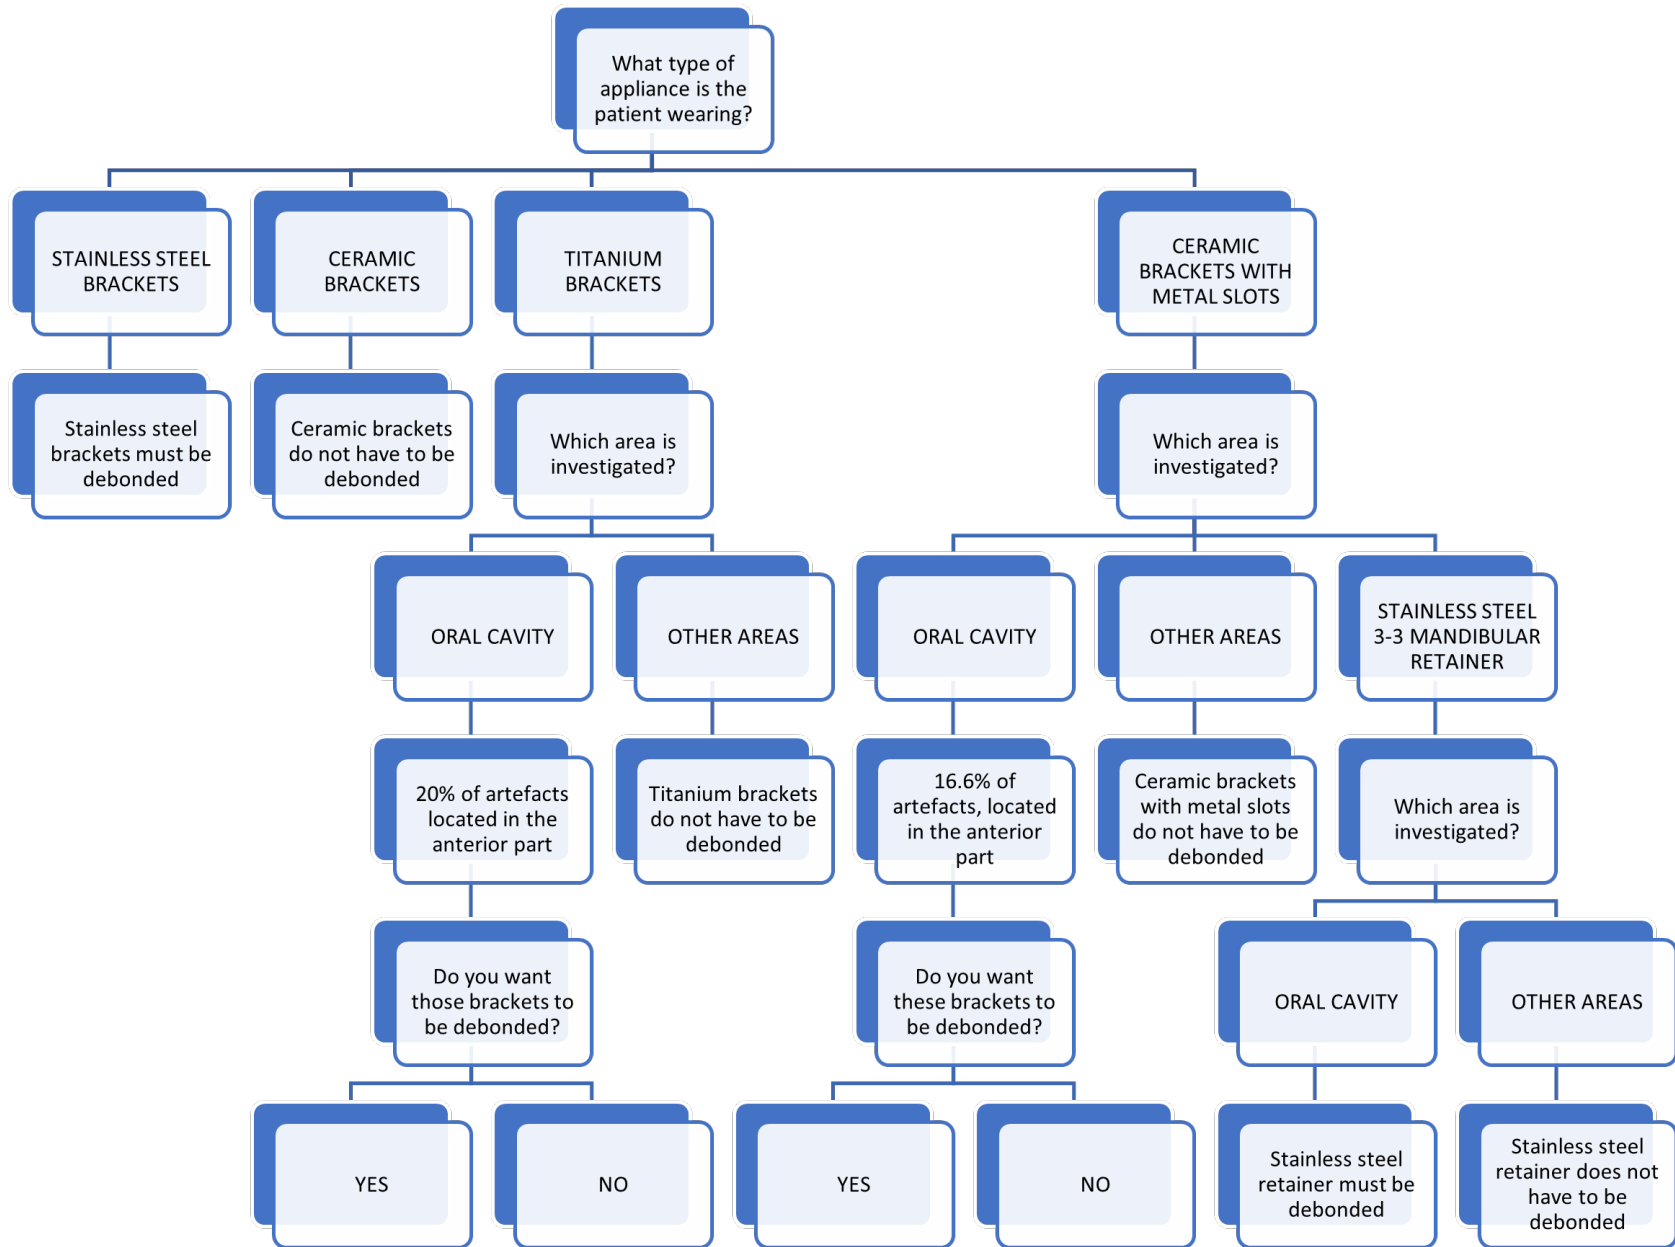 What type of
appliance is the
patient wearing?
STAINLESS STEEL
BRACKETS
CERAMIC
BRACKETS
TITANIUM
BRACKETS
CERAMIC
BRACKETS WITH
METAL SLOTS
Stainless steel
brackets must be
debonded
Ceramic brackets
do not have to be
debonded
Which area is
investigated?
Which area is
investigated?
ORAL CAVITY
OTHER AREAS
ORAL CAVITY
OTHER AREAS
STAINLESS STEEL
3-3 MANDIBULAR
RETAINER
20% of artefacts
located in the
anterior part
Titanium brackets
do not have to be
debonded
16.6% of
artefacts, located
in the anterior
part
Ceramic brackets
with metal slots
do not have to be
debonded
Which area is
investigated?
Do you want
those brackets to
be debonded?
Do you want
these brackets to
be debonded?
ORAL CAVITY
OTHER AREAS
YES
NO
YES
NO
Stainless steel
retainer must be
debonded
Stainless steel
retainer does not
have to be
debonded